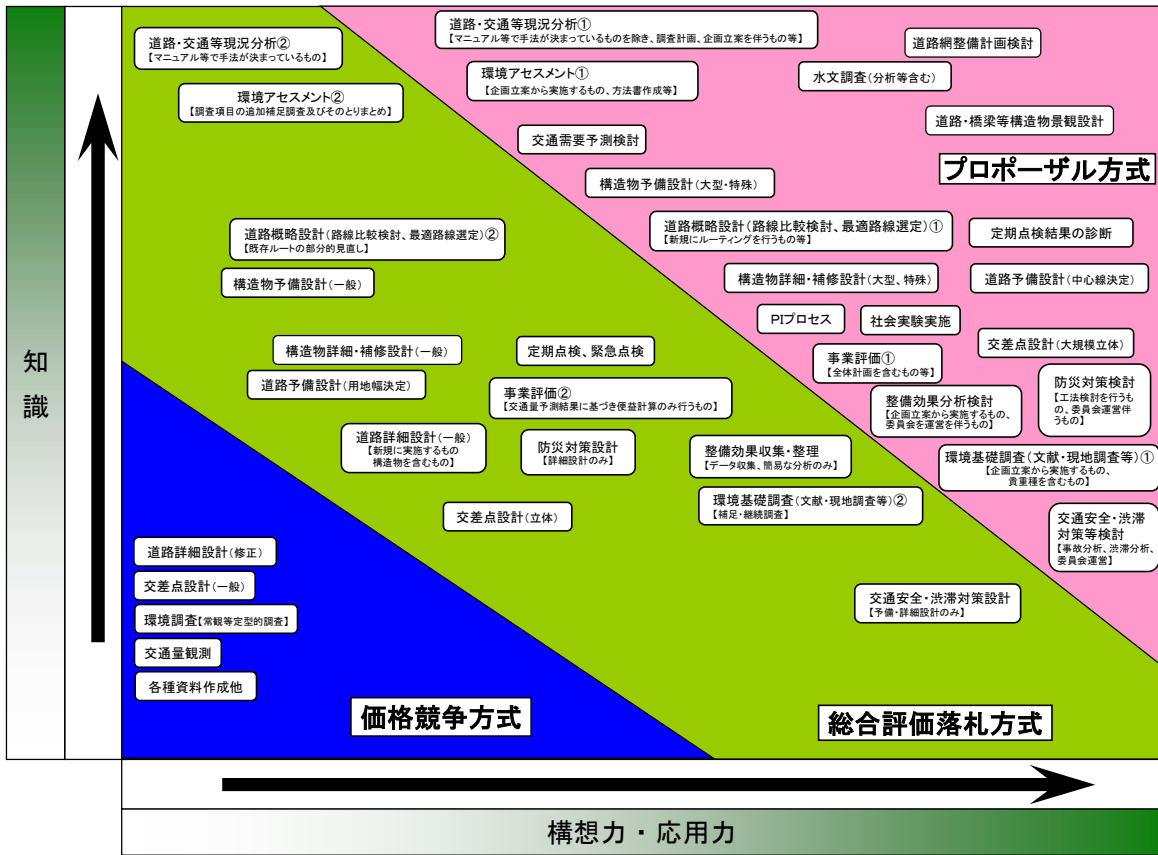 道路・交通等現況分析②
【マニュアル等で手法が決まっているもの】
道路・交通等現況分析①
【マニュアル等で手法が決まっているものを除き、調査計画、企画立案を伴うもの等】
道路網整備計画検討
環境アセスメント①
【企画立案から実施するもの、方法書作成等】
水文調査（分析等含む）
環境アセスメント②
【調査項目の追加補足調査及びそのとりまとめ】
道路・橋梁等構造物景観設計
交通需要予測検討
プロポーザル方式
構造物予備設計（大型・特殊）
道路概略設計（路線比較検討、最適路線選定）②
【既存ルートの部分的見直し】
道路概略設計（路線比較検討、最適路線選定）①
【新規にルーティングを行うもの等】
定期点検結果の診断
構造物予備設計（一般）
構造物詳細・補修設計（大型、特殊）
道路予備設計（中心線決定）
PIプロセス
社会実験実施
構造物詳細・補修設計（一般）
定期点検、緊急点検
交差点設計（大規模立体）
事業評価①
【全体計画を含むもの等】
道路予備設計（用地幅決定）
事業評価②
【交通量予測結果に基づき便益計算のみ行うもの】
整備効果分析検討
【企画立案から実施するもの、
委員会を運営を伴うもの】
防災対策検討
【工法検討を行う
もの、委員会運営伴
うもの】
道路詳細設計（一般）
【新規に実施するもの
構造物を含むもの】
防災対策設計
【詳細設計のみ】
整備効果収集・整理
【データ収集、簡易な分析のみ】
環境基礎調査（文献・現地調査等）①
【企画立案から実施するもの、
貴重種を含むもの】
環境基礎調査（文献・現地調査等）②
【補足・継続調査】
交差点設計（立体）
交通安全・渋滞
対策等検討
【事故分析、渋滞分析、
委員会運営】
道路詳細設計（修正）
交差点設計（一般）
環境調査【常観等定型的調査】
交通量観測
各種資料作成他
交通安全・渋滞対策設計
【予備・詳細設計のみ】
価格競争方式
総合評価落札方式
知
識
構想力・応用力